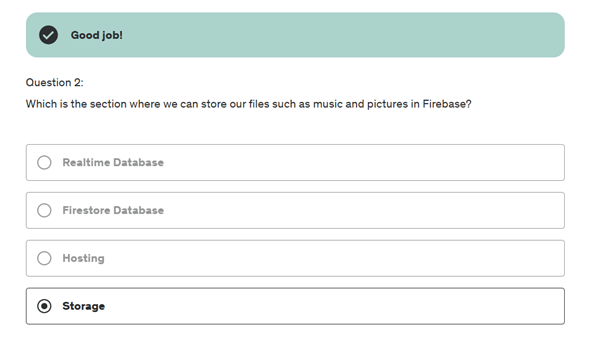 Good job!
Question 2:
Which is the section where we can store our files such as music and pictures in Firebase?
Realtime Database
Firestore Database
Hosting
Storage